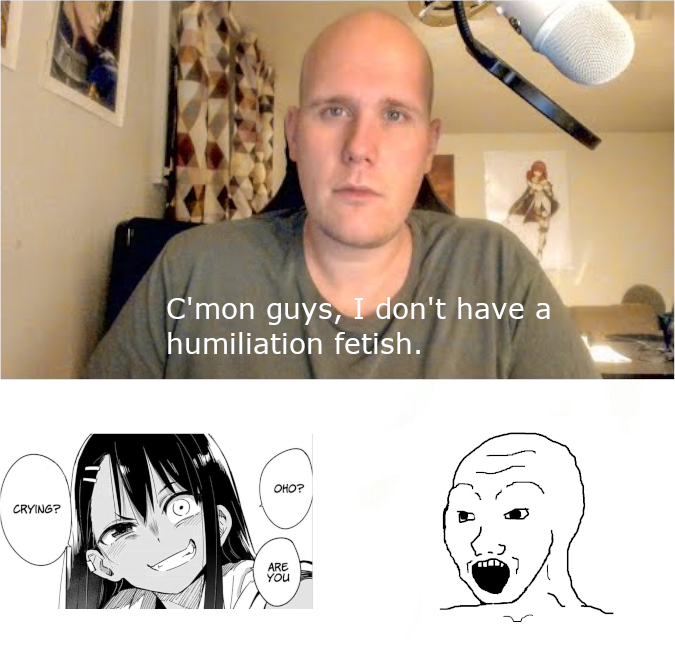 C'mon guys, I don't have a
humiliation fetish.
OHO?
ARE
YOU
CRYING?